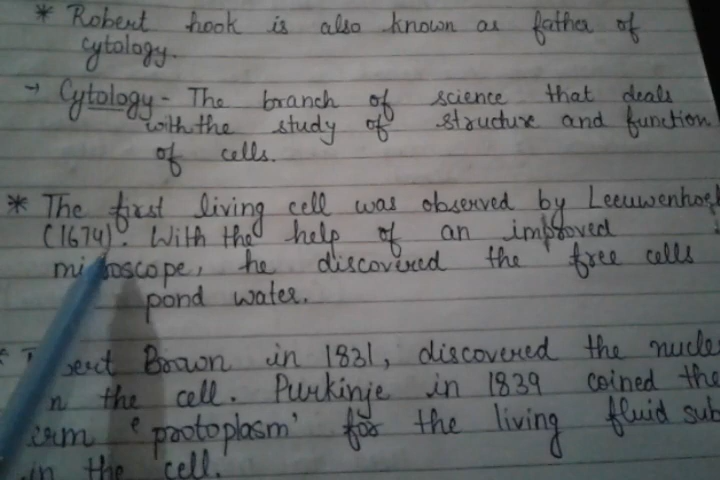 * Robert hook is also known as father of
cytology.
→ Cytology - The branch of science that deals
with the study of structure and function
of cells.
* The first living cell was observed by Leeuwenhoek
(1674). With the help of an improved
microscope, he discovered the free cells
pond water.
Brown in 1831, discovered the
the cell. Purkinje in 1839 coined the
'protoplasm' for the living fluid
in the cell.